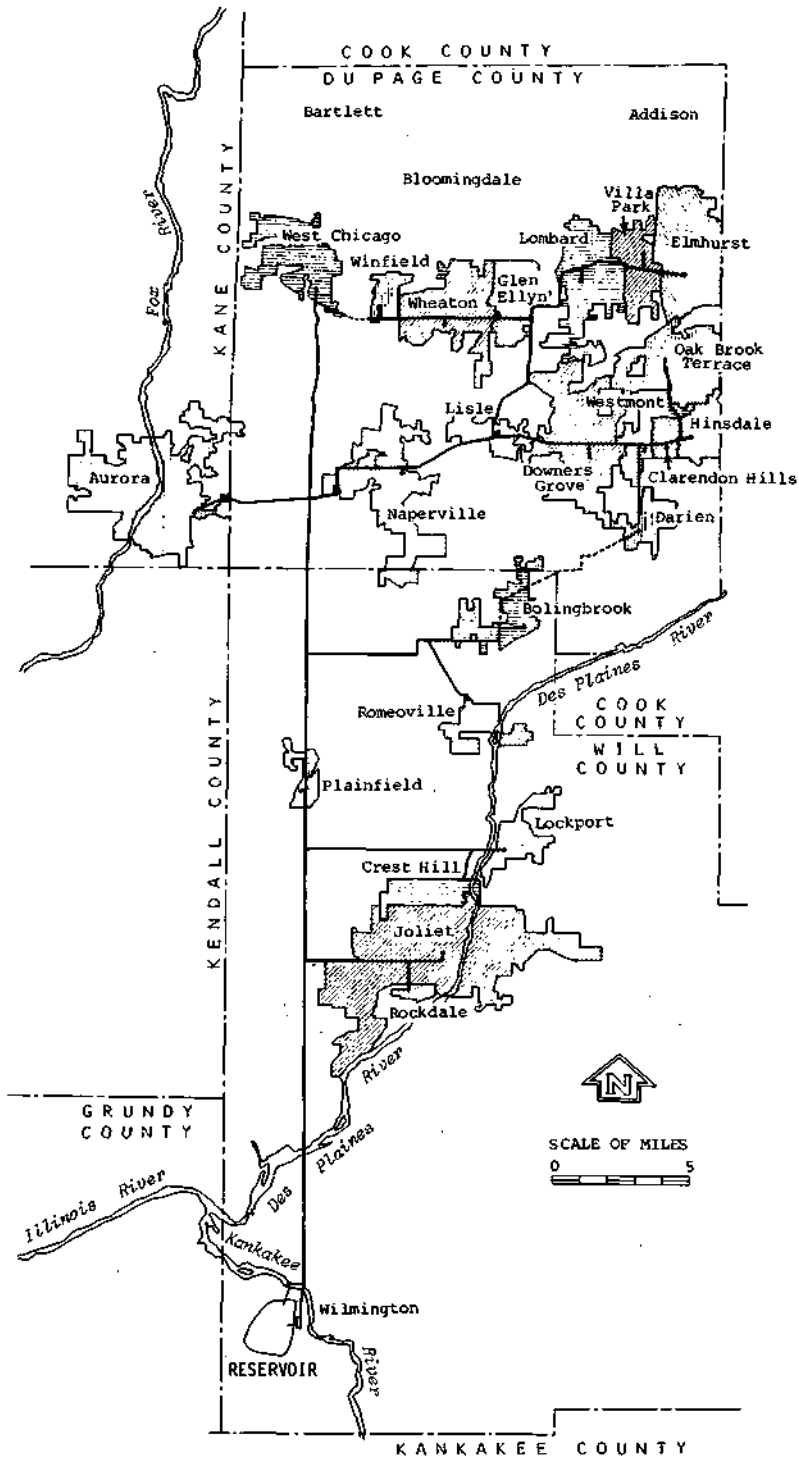 COOK COUNTY
DU PAGE COUNTY
Bartlett
Addison
Bloomingdale
KANE COUNTY
Fox River
Villa
Park
West Chicago
Lombard
Elmhurst
Winfield
Glen
Ellyn
Wheaton
Oak Brook
Terrace
Westmont
Lisle
Hinsdale
Aurora
Downers
Grove
Clarendon Hills
Naperville
Darien
Bolingbrook
Des Plaines River
Romeoville
COOK
COUNTY
WILL
COUNTY
KENDALL COUNTY
Plainfield
Lockport
Crest Hill
Joliet
Rockdale
River
N
GRUNDY
COUNTY
SCALE OF MILES
0 5
Des Plaines
Illinois River
Kankakee
Wilmington
RESERVOIR
River
KANKAKEE COUNTY